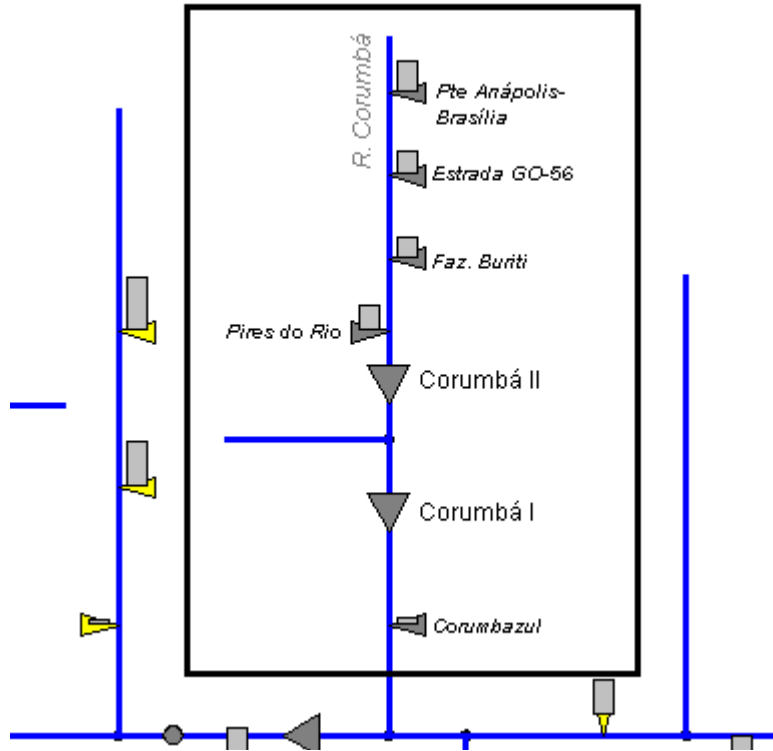 R. Corumbá
Pte Anápolis-
Brasília
Estrada GO-56
Faz. Buriti
Pires do Rio
Corumbá II
Corumbá I
Corumbazul